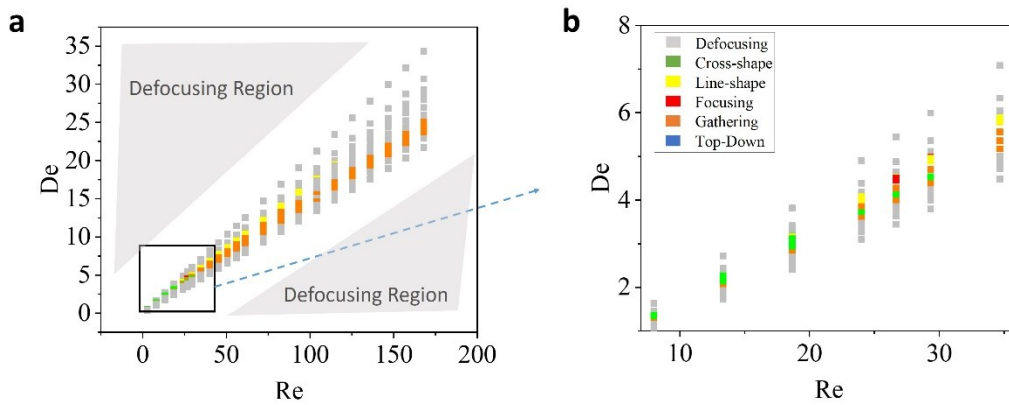 a
35
30
25
20
15
10
5
0
De
Defocusing Region
Defocusing Region
0
50
100
150
200
Re
b
8
6
4
2
De
Defocusing
Cross-shape
Line-shape
Focusing
Gathering
Top-Down
10
20
30
Re